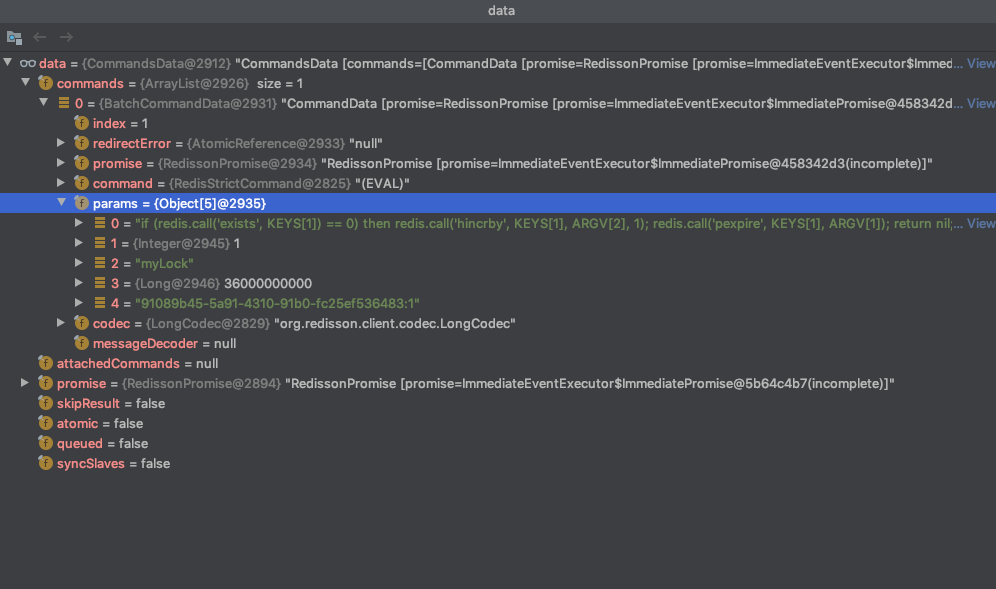 data
data = {CommandsData@2912} "CommandsData [commands=[CommandData [promise=RedissonPromise [promise=ImmediateEventExecutor$Immed... View
commands = {ArrayList@2926} size = 1
0 = {BatchCommandData@2931} "CommandData [promise=RedissonPromise [promise=ImmediateEventExecutor$ImmediatePromise@458342d... View
index = 1
redirectError = {AtomicReference@2933} "null"
promise = {RedissonPromise@2934} "RedissonPromise [promise=ImmediateEventExecutor$ImmediatePromise@458342d3(incomplete)]"
command = {RedisStrictCommand@2825} "(EVAL)"
params = {Object[5]@2935}
0 = "if (redis.call('exists', KEYS[1]) == 0) then redis.call('hincrby', KEYS[1], ARGV[2], 1); redis.call('pexpire', KEYS[1], ARGV[1]); return nil;... View
1 = {Integer@2945} 1
2 = "myLock"
3 = {Long@2946} 36000000000
4 = "91089b45-5a91-4310-91b0-fc25ef536483:1"
codec = {LongCodec@2829} "org.redisson.client.codec.LongCodec"
messageDecoder = null
attachedCommands = null
promise = {RedissonPromise@2894} "RedissonPromise [promise=ImmediateEventExecutor$ImmediatePromise@5b64c4b7(incomplete)]"
skipResult = false
atomic = false
queued = false
syncSlaves = false